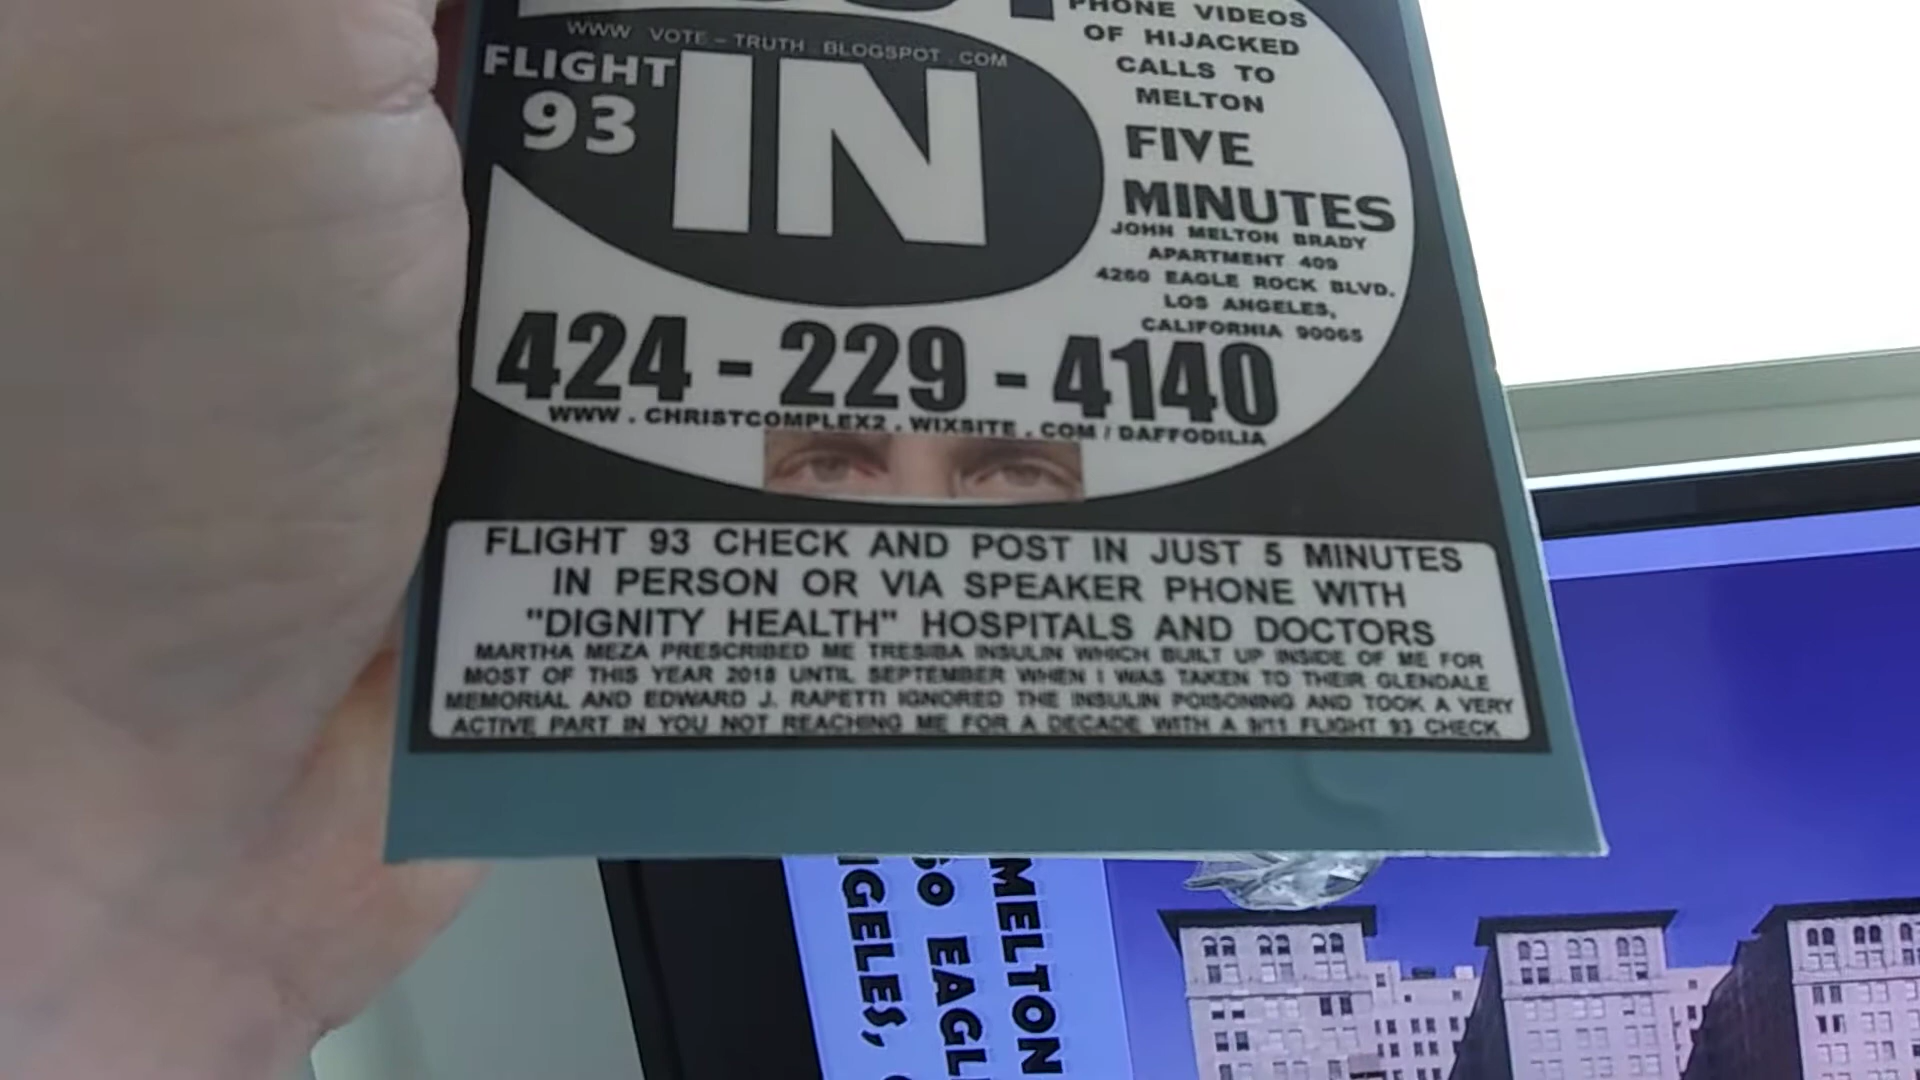 PHONE VIDEOS
OF HIJACKED
CALLS TO
MELTON
FIVE
MINUTES
JOHN MELTON BRADY
APARTMENT 409
4260 EAGLE ROCK BLVD.
LOS ANGELES,
CALIFORNIA 90065
WWW VOTE - TRUTH . BLOGSPOT . COM
FLIGHT
93
IN
424 - 229 - 4140
WWW . CHRISTCOMPLEX2 . WIXSITE . COM / DAFFODILIA
FLIGHT 93 CHECK AND POST IN JUST 5 MINUTES
IN PERSON OR VIA SPEAKER PHONE WITH
"DIGNITY HEALTH" HOSPITALS AND DOCTORS
MARTHA MEZA PRESCRIBED ME TRESIBA INSULIN WHICH BUILT UP INSIDE OF ME FOR
MOST OF THIS YEAR 2018 UNTIL SEPTEMBER WHEN I WAS TAKEN TO THEIR GLENDALE
MEMORIAL AND EDWARD J. RAPETTI IGNORED THE INSULIN POISONING AND TOOK A VERY
ACTIVE PART IN YOU NOT REACHING ME FOR A DECADE WITH A 9/11 FLIGHT 93 CHECK
MELTON
EAGL
GELES,